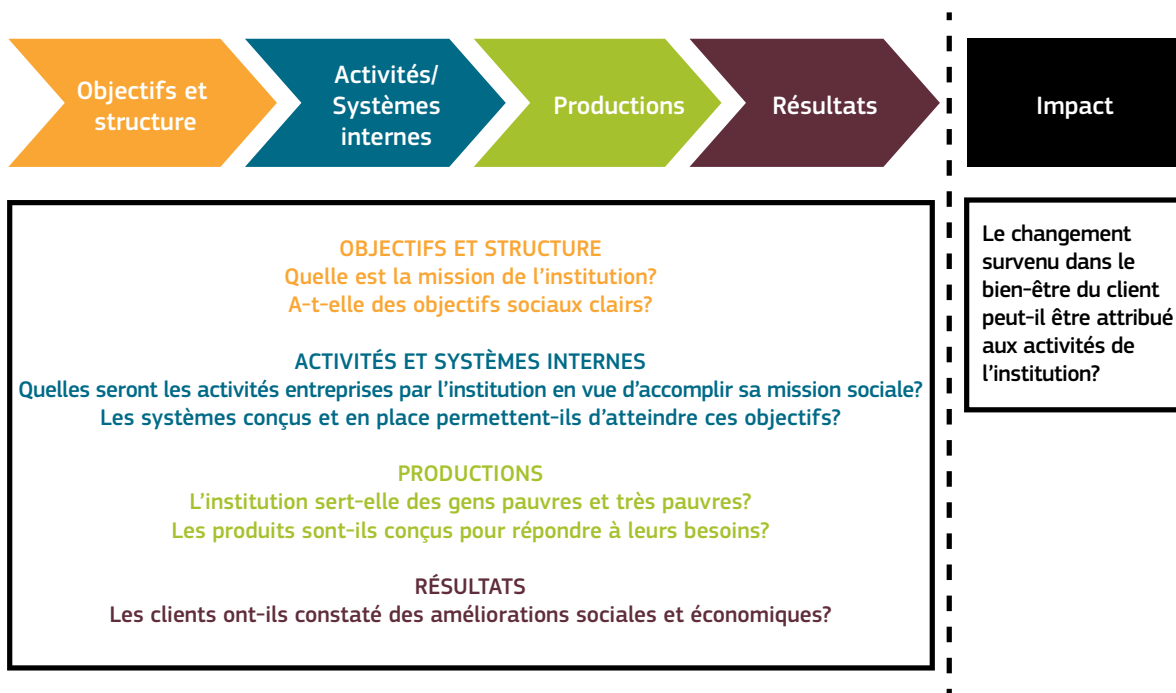 Objectifs et
structure
Activités/
Systèmes
internes
Productions
Résultats
Impact
OBJECTIFS ET STRUCTURE
Quelle est la mission de l’institution?
A-t-elle des objectifs sociaux clairs?
ACTIVITÉS ET SYSTÈMES INTERNES
Quelles seront les activités entreprises par l’institution en vue d’accomplir sa mission sociale?
Les systèmes conçus et en place permettent-ils d’atteindre ces objectifs?
PRODUCTIONS
L’institution sert-elle des gens pauvres et très pauvres?
Les produits sont-ils conçus pour répondre à leurs besoins?
RÉSULTATS
Les clients ont-ils constaté des améliorations sociales et économiques?
Le changement
survenu dans le
bien-être du client
peut-il être attribué
aux activités de
l’institution?